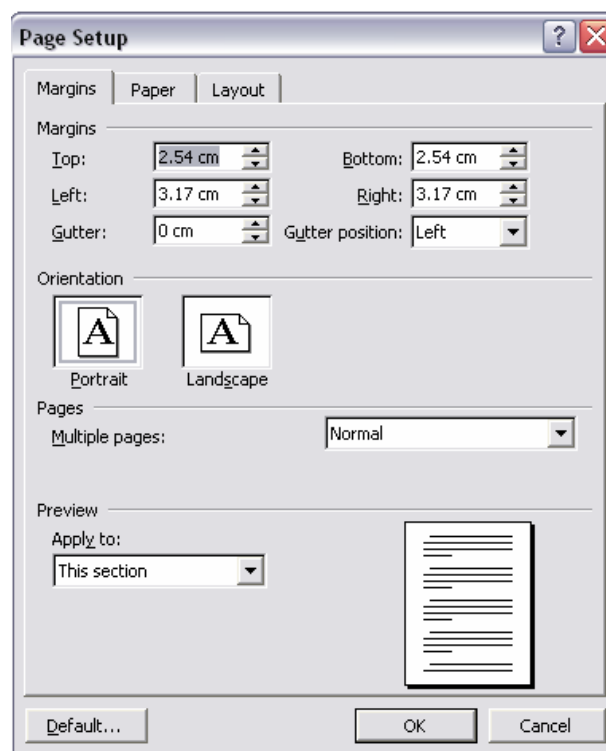 Page Setup ?
Margins Paper Layout
Margins
Top: 2.54 cm Bottom: 2.54 cm
Left: 3.17 cm Right: 3.17 cm
Gutter: 0 cm Gutter position: Left
Orientation
A A
Portrait Landscape
Pages
Multiple pages: Normal
Preview
Apply to:
This section
Default... OK Cancel